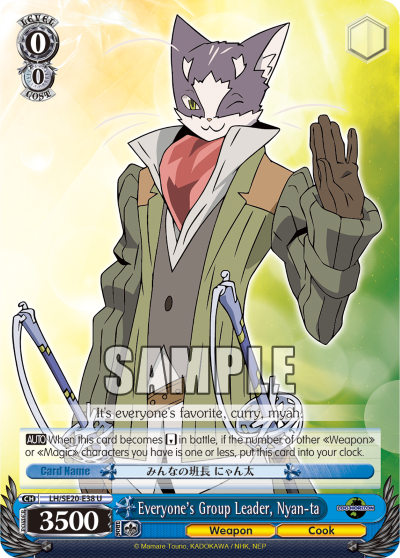 LEVEL
0
0
COST
SAMPLE
It's everyone's favorite, curry, myah.
AUTO When this card becomes in battle, if the number of other «Weapon»
or «Magic» characters you have is one or less, put this card into your clock.
Card Name みんなの班長 にゃん太
CH LH/SE20-E38 U
Everyone's Group Leader, Nyan-ta
POWER 3500
Weapon Cook
© Mamare Touno, KADOKAWA / NHK, NEP